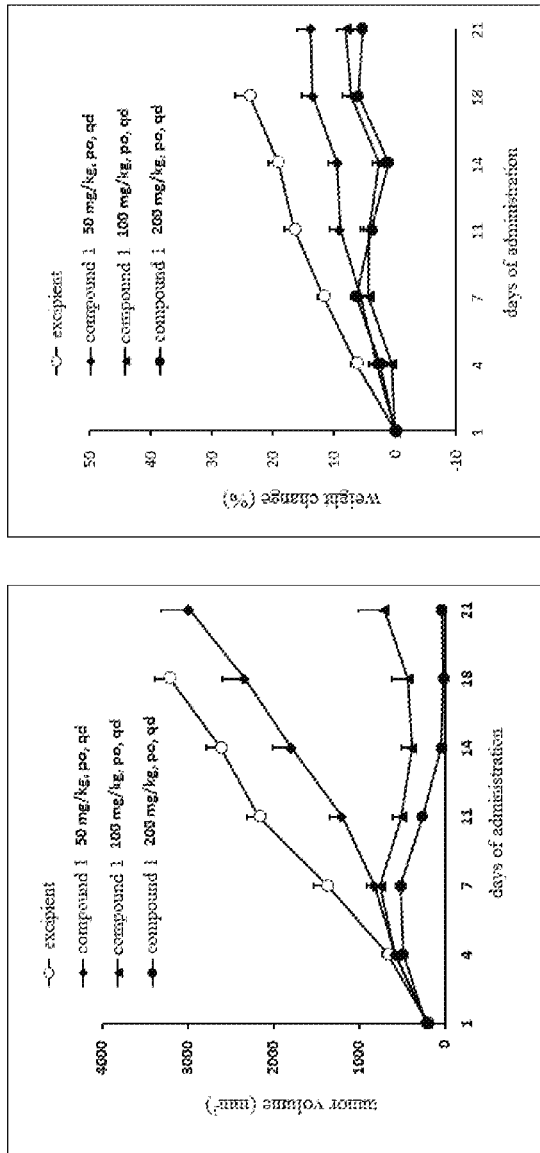 tumor volume (mm³)
4000
3000
2000
1000
0
excipient
compound 1 50 mg/kg, po, qd
compound 1 100 mg/kg, po, qd
compound 1 200 mg/kg, po, qd
1 4 7 11 14 18 21
days of administration
weight change (%)
50
40
30
20
10
0
-10
excipient
compound 1 50 mg/kg, po, qd
compound 1 100 mg/kg, po, qd
compound 1 200 mg/kg, po, qd
1 4 7 11 14 18 21
days of administration